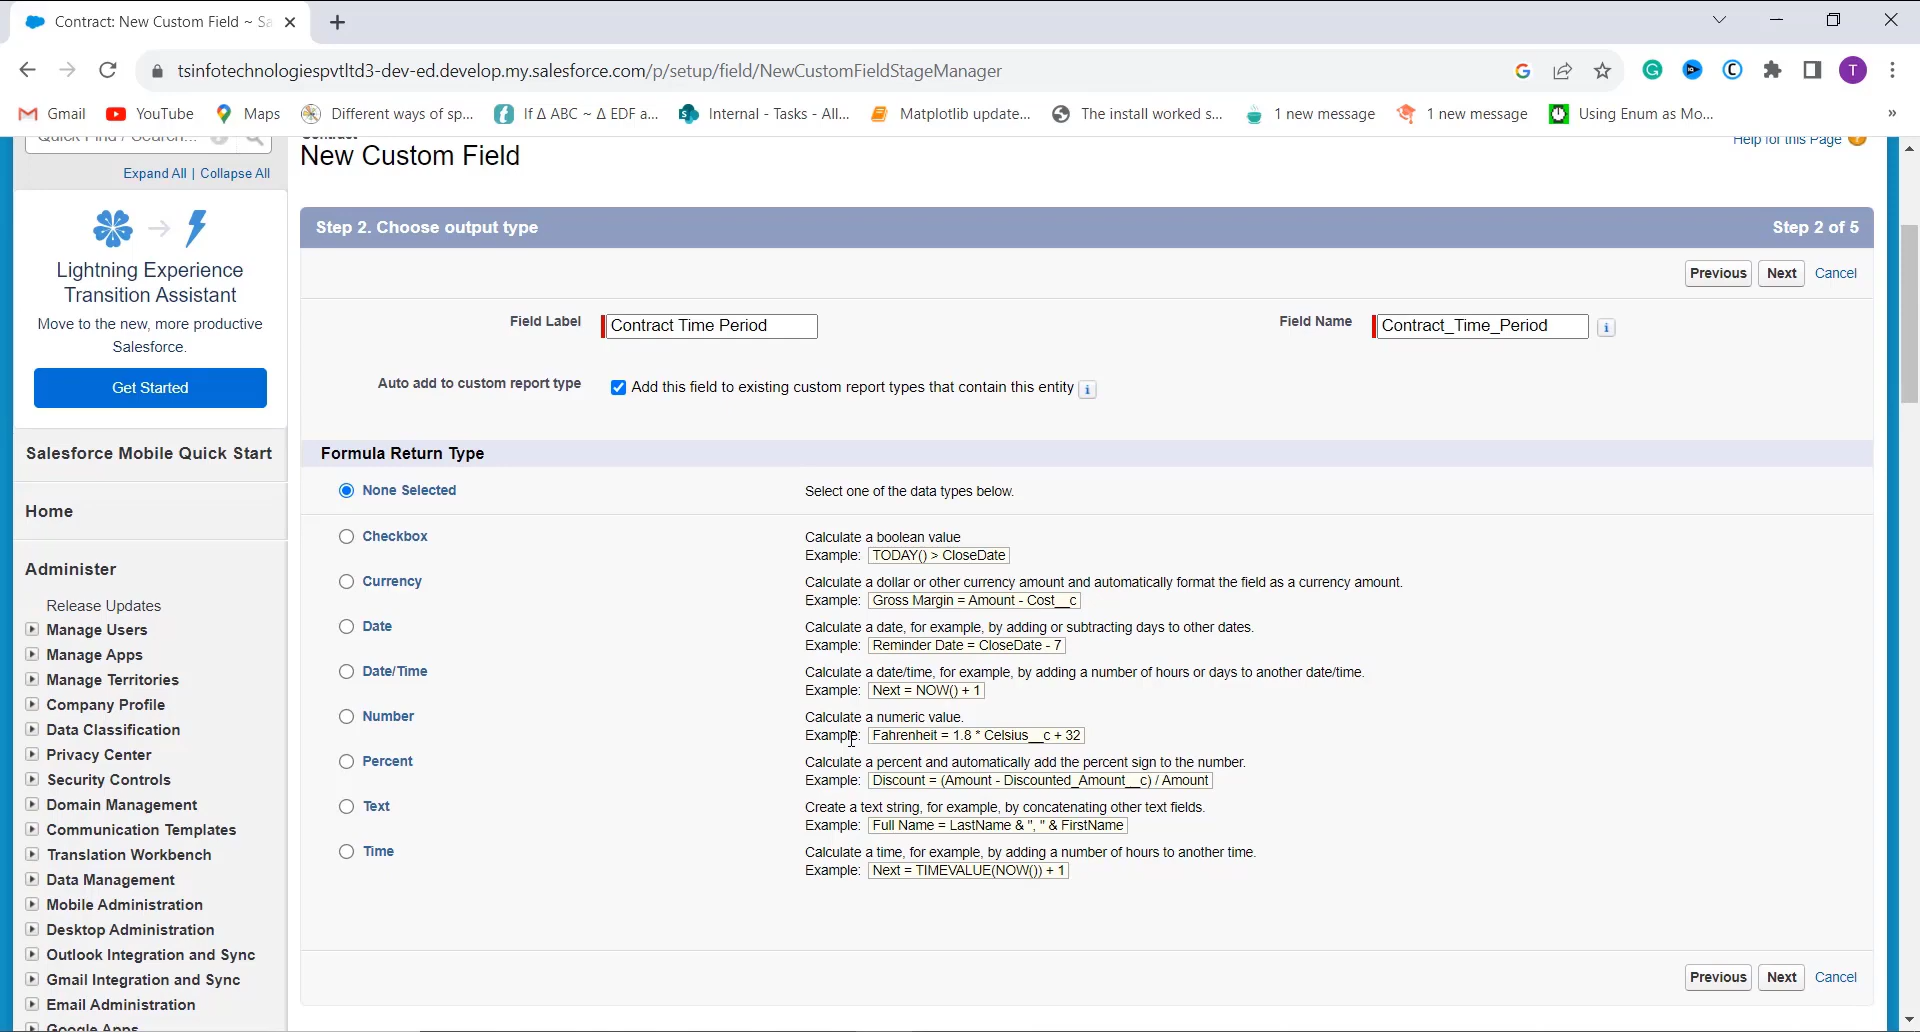 Contract: New Custom Field ~ Sa
tsinfotechnologiespvtltd3-dev-ed.develop.my.salesforce.com/p/setup/field/NewCustomFieldStageManager
T
Gmail
YouTube
Maps
Different ways of sp...
If Δ ABC ~ Δ EDF a...
Internal - Tasks - All...
Matplotlib update...
The install worked s...
1 new message
1 new message
Using Enum as Mo...
»
Quick Find / Search...
Expand All | Collapse All
Lightning Experience
Transition Assistant
Move to the new, more productive
Salesforce.
Get Started
Salesforce Mobile Quick Start
Home
Administer
Release Updates
Manage Users
Manage Apps
Manage Territories
Company Profile
Data Classification
Privacy Center
Security Controls
Domain Management
Communication Templates
Translation Workbench
Data Management
Mobile Administration
Desktop Administration
Outlook Integration and Sync
Gmail Integration and Sync
Email Administration
Google Apps
Contract
New Custom Field
Help for this Page
Step 2. Choose output type
Step 2 of 5
Previous Next Cancel
Field Label Contract Time Period
Field Name Contract_Time_Period
Auto add to custom report type
Add this field to existing custom report types that contain this entity
Formula Return Type
None Selected
Select one of the data types below.
Checkbox
Calculate a boolean value
Example: TODAY() > CloseDate
Currency
Calculate a dollar or other currency amount and automatically format the field as a currency amount.
Example: Gross Margin = Amount - Cost__c
Date
Calculate a date, for example, by adding or subtracting days to other dates.
Example: Reminder Date = CloseDate - 7
Date/Time
Calculate a date/time, for example, by adding a number of hours or days to another date/time.
Example: Next = NOW() + 1
Number
Calculate a numeric value.
Example: Fahrenheit = 1.8 * Celsius__c + 32
Percent
Calculate a percent and automatically add the percent sign to the number.
Example: Discount = (Amount - Discounted_Amount__c) / Amount
Text
Create a text string, for example, by concatenating other text fields.
Example: Full Name = LastName & ", " & FirstName
Time
Calculate a time, for example, by adding a number of hours to another time.
Example: Next = TIMEVALUE(NOW()) + 1
Previous Next Cancel